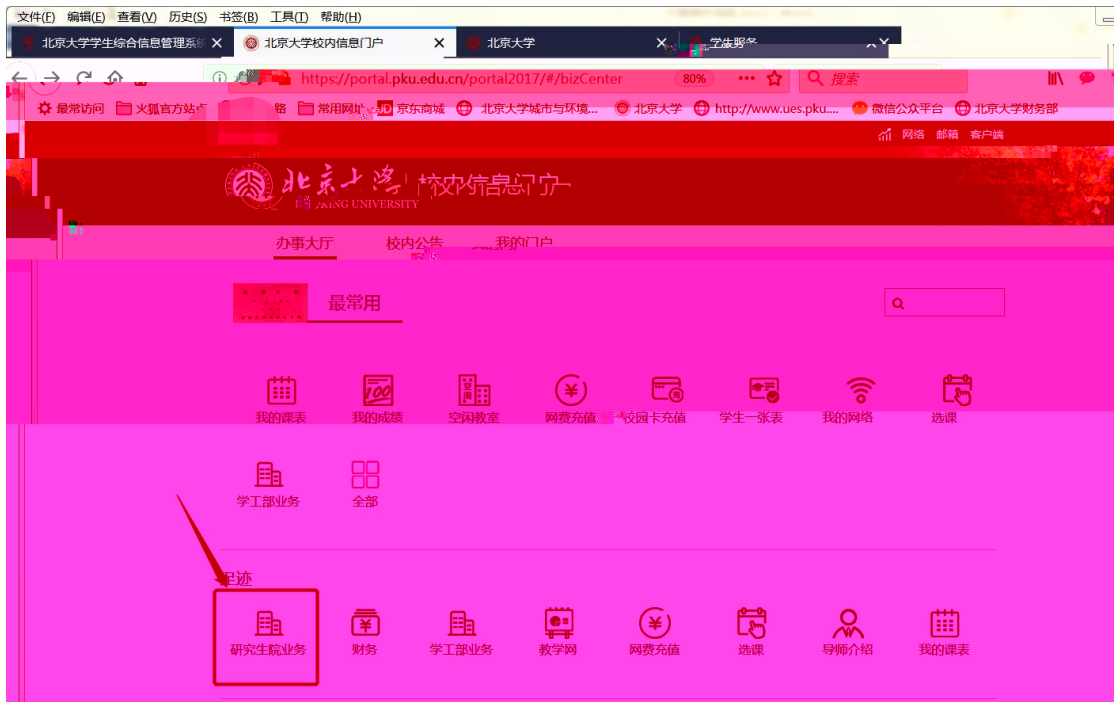 文件(F) 编辑(E) 查看(V) 历史(S) 书签(B) 工具(T) 帮助(H)
北京大学学生综合信息管理系统 北京大学校内信息门户 北京大学
https://portal.pku.edu.cn/portal2017/#/bizCenter 80% 搜索
最常访问 火狐官方站点 常用网址 JD 京东商城 北京大学城市与环境... 北京大学 http://www.ues.pku.... 微信公众平台 北京大学财务部
网络 邮箱 客户端
北京大学 校内信息门户
PEKING UNIVERSITY
办事大厅 校内公告 我的门户
最常用
我的课表 我的成绩 空闲教室 网费充值 校园卡充值 学生一张表 我的网络 选课
学工部业务 全部
足迹
研究生院业务 财务 学工部业务 教学网 网费充值 选课 导师介绍 我的课表